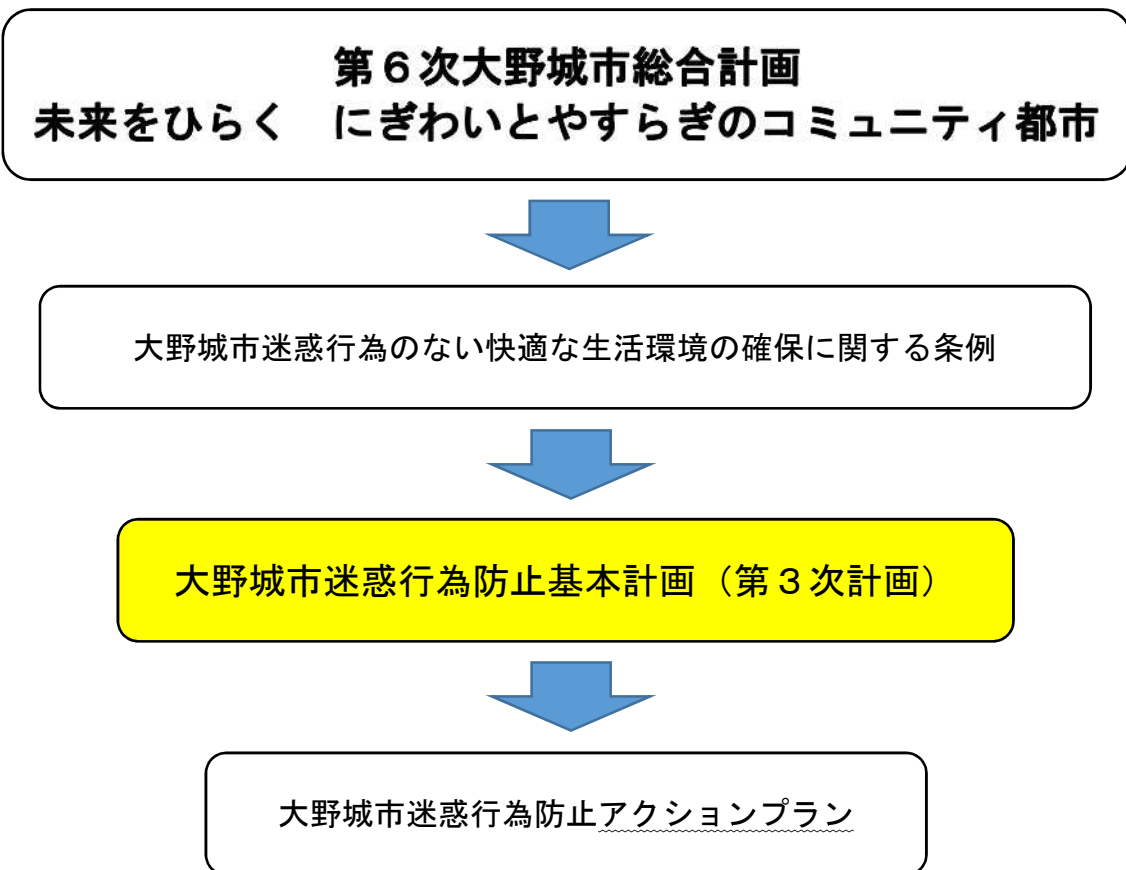 第６次大野城市総合計画
未来をひらく　にぎわいとやすらぎのコミュニティ都市
大野城市迷惑行為のない快適な生活環境の確保に関する条例
大野城市迷惑行為防止基本計画（第３次計画）
大野城市迷惑行為防止アクションプラン